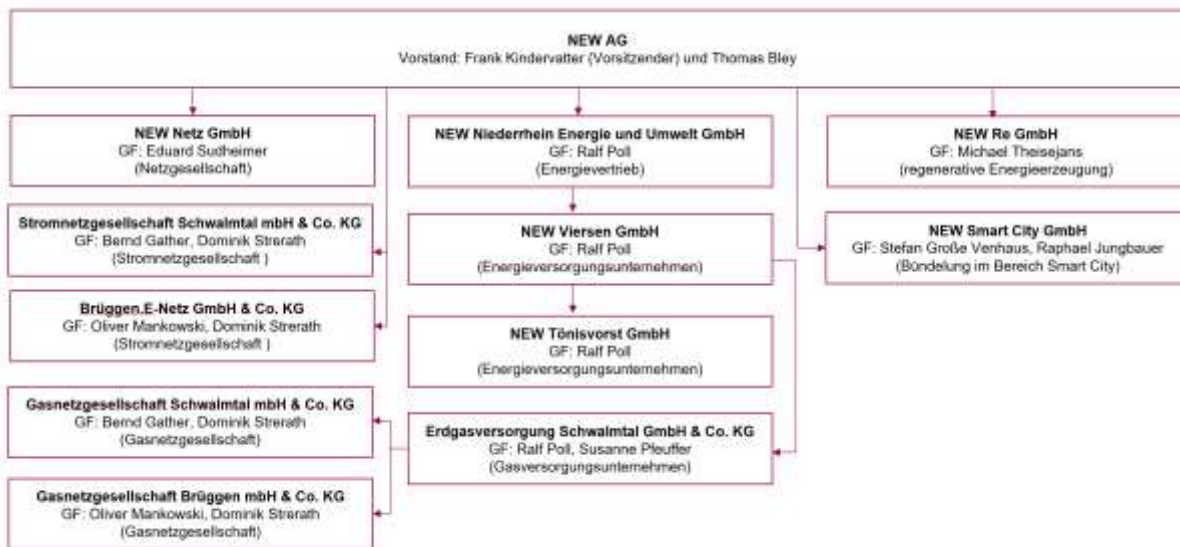 NEW AG
Vorstand: Frank Kindervatter (Vorsitzender) und Thomas Bley
NEW Netz GmbH
GF: Eduard Sudheimer
(Netzgesellschaft)
NEW Niederrhein Energie und Umwelt GmbH
GF: Ralf Poll
(Energievertrieb)
NEW Re GmbH
GF: Michael Theisejans
(regenerative Energieerzeugung)
Stromnetzgesellschaft Schwalmtal mbH & Co. KG
GF: Bernd Gather, Dominik Strerath
(Stromnetzgesellschaft )
NEW Viersen GmbH
GF: Ralf Poll
(Energieversorgungsunternehmen)
NEW Smart City GmbH
GF: Stefan Große Venhaus, Raphael Jungbauer
(Bündelung im Bereich Smart City)
Brüggen.E-Netz GmbH & Co. KG
GF: Oliver Mankowski, Dominik Strerath
(Stromnetzgesellschaft )
NEW Tönisvorst GmbH
GF: Ralf Poll
(Energieversorgungsunternehmen)
Gasnetzgesellschaft Schwalmtal mbH & Co. KG
GF: Bernd Gather, Dominik Strerath
(Gasnetzgesellschaft)
Erdgasversorgung Schwalmtal GmbH & Co. KG
GF: Ralf Poll, Susanne Pfeuffer
(Gasversorgungsunternehmen)
Gasnetzgesellschaft Brüggen mbH & Co. KG
GF: Oliver Mankowski, Dominik Strerath
(Gasnetzgesellschaft)